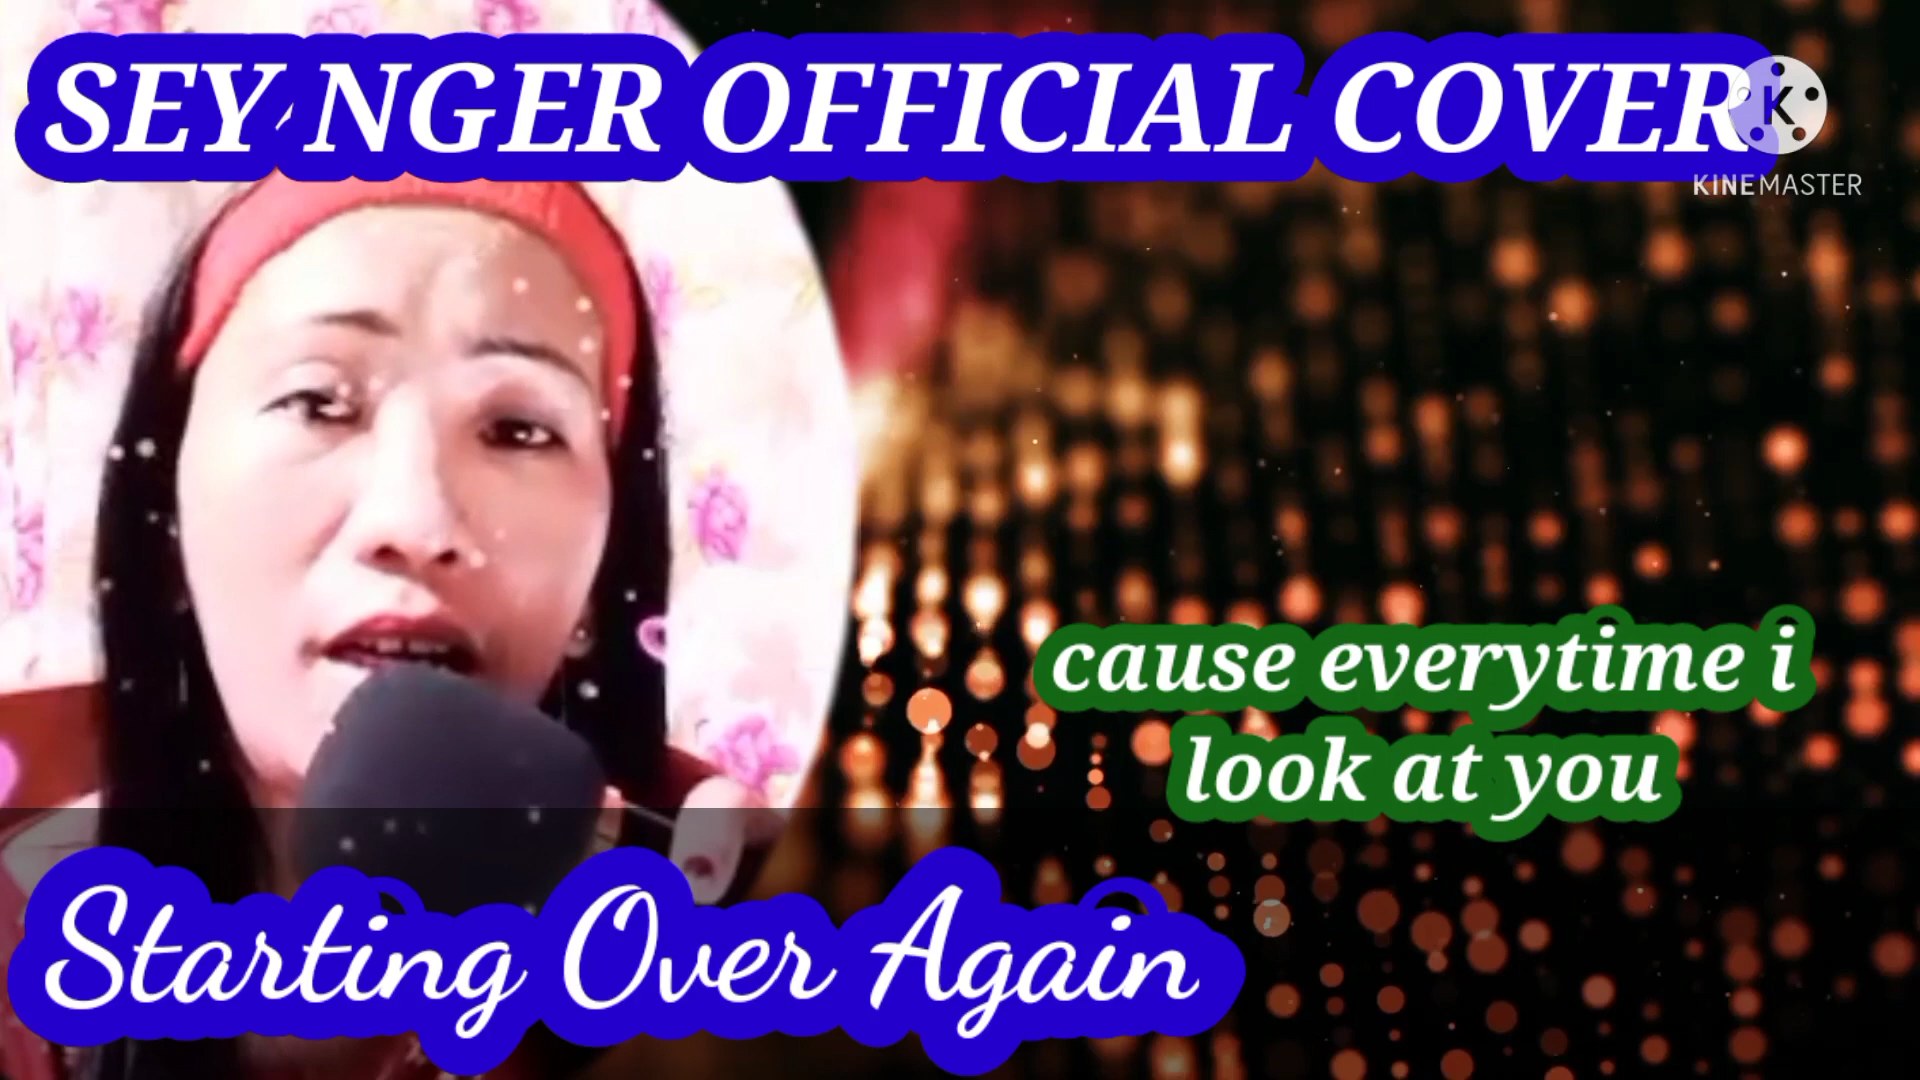 SEY NGER OFFICIAL COVER
K
KINEMASTER
cause everytime i
look at you
Starting Over Again